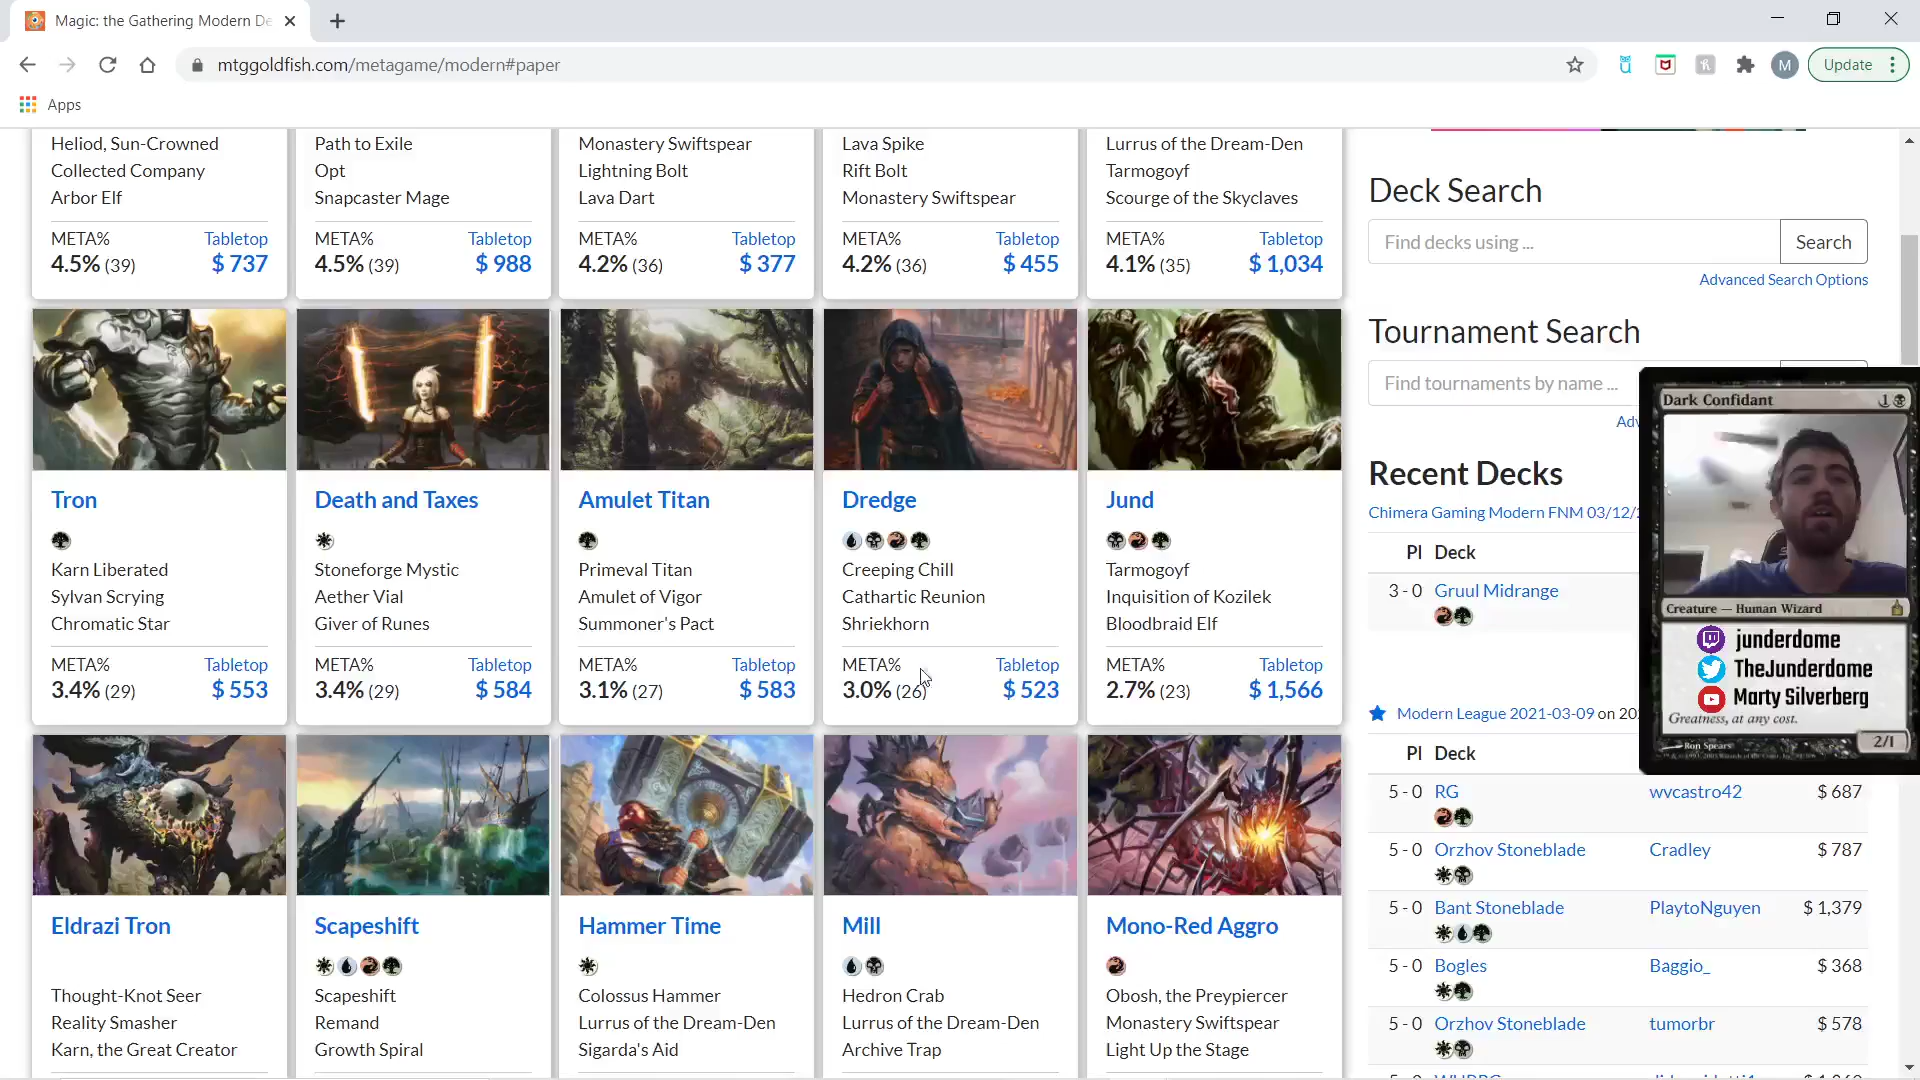 Magic: the Gathering Modern De
mtggoldfish.com/metagame/modern#paper
M
Update
Apps
Heliod, Sun-Crowned
Collected Company
Arbor Elf
META%
Tabletop
4.5% (39)
$ 737
Path to Exile
Opt
Snapcaster Mage
META%
Tabletop
4.5% (39)
$ 988
Monastery Swiftspear
Lightning Bolt
Lava Dart
META%
Tabletop
4.2% (36)
$ 377
Lava Spike
Rift Bolt
Monastery Swiftspear
META%
Tabletop
4.2% (36)
$ 455
Lurrus of the Dream-Den
Tarmogoyf
Scourge of the Skyclaves
META%
Tabletop
4.1% (35)
$ 1,034
Tron
Karn Liberated
Sylvan Scrying
Chromatic Star
META%
Tabletop
3.4% (29)
$ 553
Death and Taxes
Stoneforge Mystic
Aether Vial
Giver of Runes
META%
Tabletop
3.4% (29)
$ 584
Amulet Titan
Primeval Titan
Amulet of Vigor
Summoner's Pact
META%
Tabletop
3.1% (27)
$ 583
Dredge
Creeping Chill
Cathartic Reunion
Shriekhorn
META%
Tabletop
3.0% (26)
$ 523
Jund
Tarmogoyf
Inquisition of Kozilek
Bloodbraid Elf
META%
Tabletop
2.7% (23)
$ 1,566
Eldrazi Tron
Thought-Knot Seer
Reality Smasher
Karn, the Great Creator
Scapeshift
Scapeshift
Remand
Growth Spiral
Hammer Time
Colossus Hammer
Lurrus of the Dream-Den
Sigarda's Aid
Mill
Hedron Crab
Lurrus of the Dream-Den
Archive Trap
Mono-Red Aggro
Obosh, the Preypiercer
Monastery Swiftspear
Light Up the Stage
Deck Search
Find decks using ...
Search
Advanced Search Options
Tournament Search
Find tournaments by name ...
Adv
Recent Decks
Chimera Gaming Modern FNM 03/12/
Pl Deck
3 - 0 Gruul Midrange
Modern League 2021-03-09 on 20
Pl Deck
5 - 0 RG wvcastro42 $ 687
5 - 0 Orzhov Stoneblade Cradley $ 787
5 - 0 Bant Stoneblade PlaytoNguyen $ 1,379
5 - 0 Bogles Baggio_ $ 368
5 - 0 Orzhov Stoneblade tumorbr $ 578
Dark Confidant 1
Creature — Human Wizard
junderdome
TheJunderdome
Marty Silverberg
Greatness, at any cost.
Ron Spears
2/1